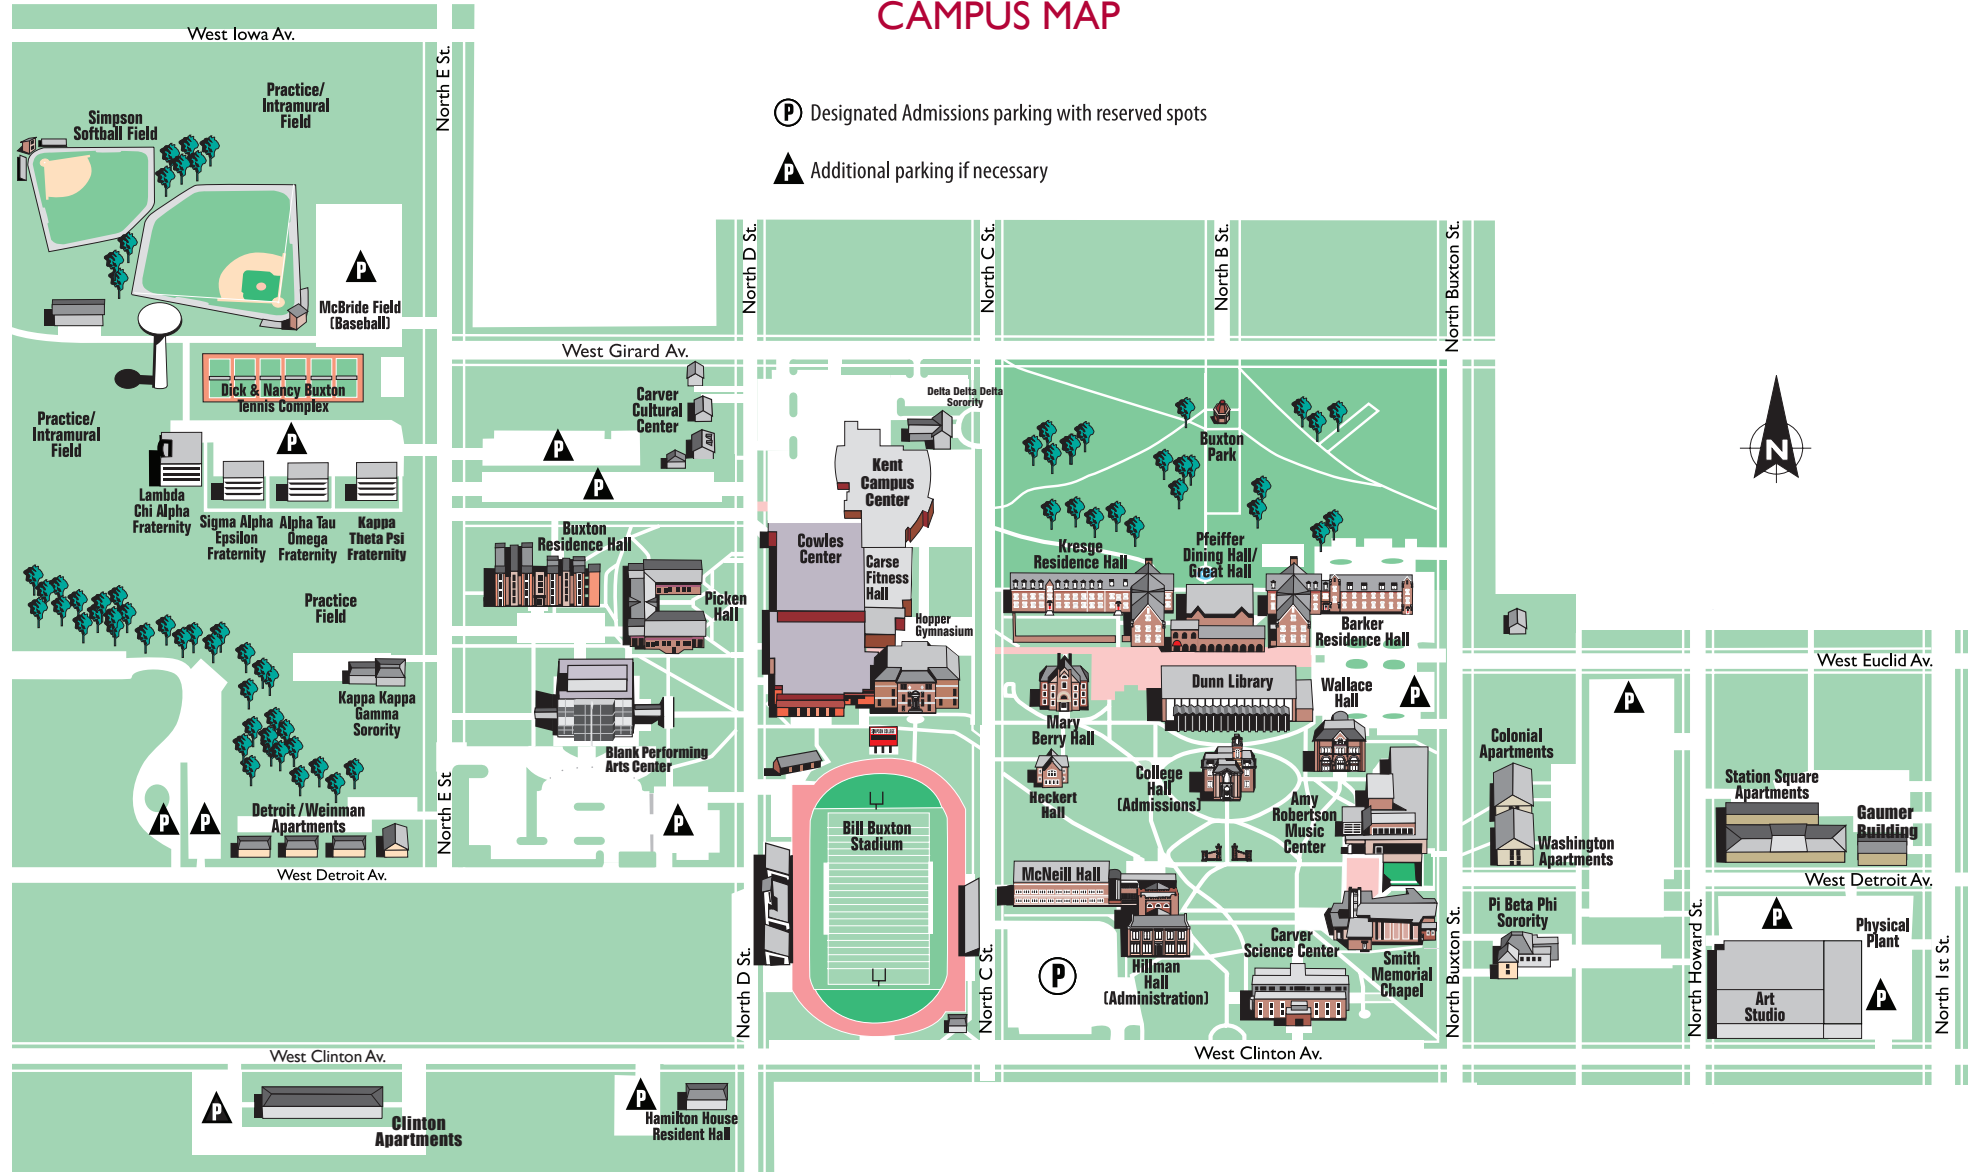 CAMPUS MAP
West Iowa Av.
North E St.
P Designated Admissions parking with reserved spots
P Additional parking if necessary
Practice/
Intramural
Field
Simpson
Softball Field
P
McBride Field
(Baseball)
North D St.
North C St.
North B St.
North Buxton St.
West Girard Av.
Dick & Nancy Buxton
Tennis Complex
Practice/
Intramural
Field
P
Lambda
Chi Alpha
Fraternity
Sigma Alpha
Epsilon
Fraternity
Alpha Tau
Omega
Fraternity
Kappa
Theta Psi
Fraternity
Carver
Cultural
Center
P
P
Delta Delta Delta
Sorority
Kent
Campus
Center
Buxton
Park
N
Buxton
Residence Hall
Picken
Hall
Cowles
Center
Carse
Fitness
Hall
Hopper
Gymnasium
Kresge
Residence Hall
Pfeiffer
Dining Hall/
Great Hall
Barker
Residence Hall
Practice
Field
Kappa Kappa
Gamma
Sorority
West Euclid Av.
Dunn Library
Wallace
Hall
P
P
Mary
Berry Hall
Blank Performing
Arts Center
SIMPSON COLLEGE
Colonial
Apartments
Heckert
Hall
College
Hall
(Admissions)
Amy
Robertson
Music
Center
Station Square
Apartments
Gaumer
Building
Washington
Apartments
North E St
P
P
Detroit/Weinman
Apartments
P
Bill Buxton
Stadium
West Detroit Av.
West Detroit Av.
McNeill Hall
Hillman
Hall
(Administration)
Carver
Science Center
Smith
Memorial
Chapel
Pi Beta Phi
Sorority
P
Physical
Plant
P
Art
Studio
P
North D St.
North C St.
North Buxton St.
North Howard St.
North 1st St.
West Clinton Av.
West Clinton Av.
P
Clinton
Apartments
P
Hamilton House
Resident Hall